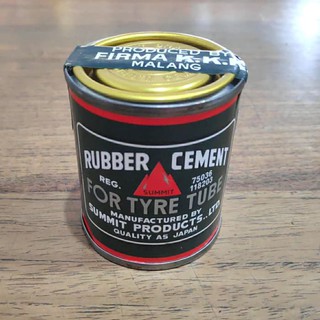 PRODUCED BY
FIRMA K.K.K
MALANG
RUBBER CEMENT
REG. 75036
118203
SUMMIT
FOR TYRE TUBE
MANUFACTURED BY
SUMMIT PRODUCTS., LTD.
QUALITY AS JAPAN